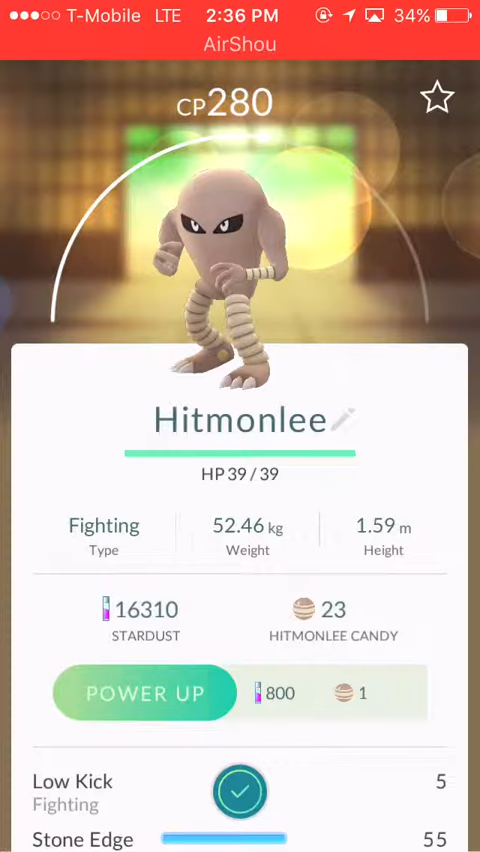 T-Mobile LTE 2:36 PM 34%
AirShou
CP280
Hitmonlee
HP 39 / 39
Fighting 52.46 kg 1.59 m
Type Weight Height
16310 23
STARDUST HITMONLEE CANDY
POWER UP 800 1
Low Kick 5
Fighting
Stone Edge 55